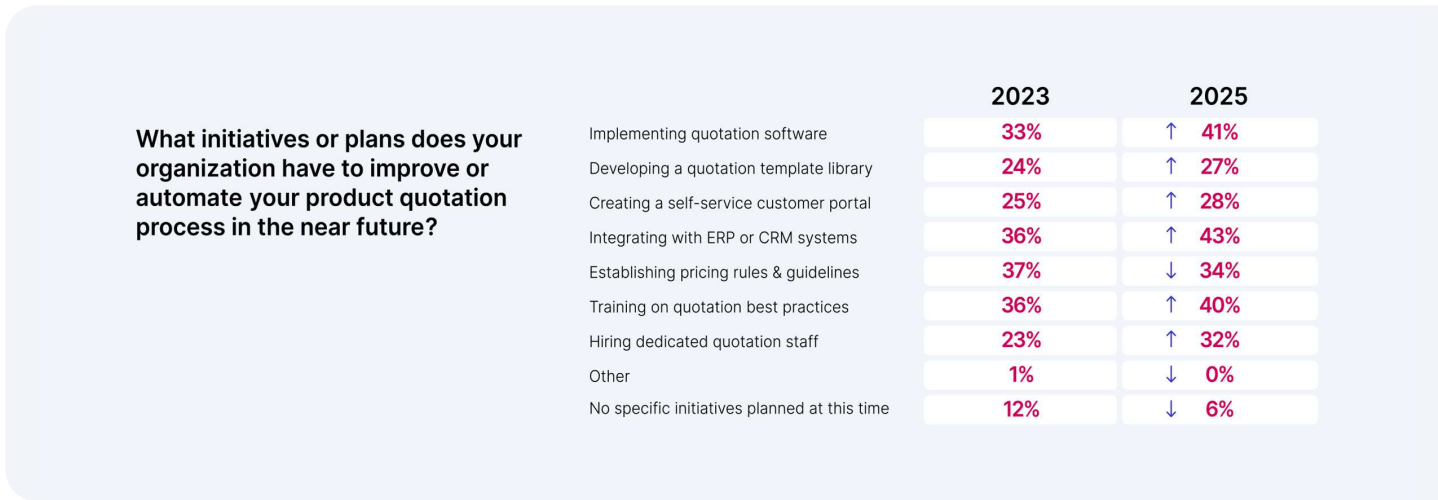 What initiatives or plans does your
organization have to improve or
automate your product quotation
process in the near future?
2023 2025
Implementing quotation software 33% ↑ 41%
Developing a quotation template library 24% ↑ 27%
Creating a self-service customer portal 25% ↑ 28%
Integrating with ERP or CRM systems 36% ↑ 43%
Establishing pricing rules & guidelines 37% ↓ 34%
Training on quotation best practices 36% ↑ 40%
Hiring dedicated quotation staff 23% ↑ 32%
Other 1% ↓ 0%
No specific initiatives planned at this time 12% ↓ 6%